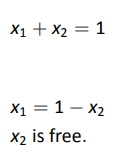 x₁ + x₂ = 1
x₁ = 1 − x₂
x₂ is free.